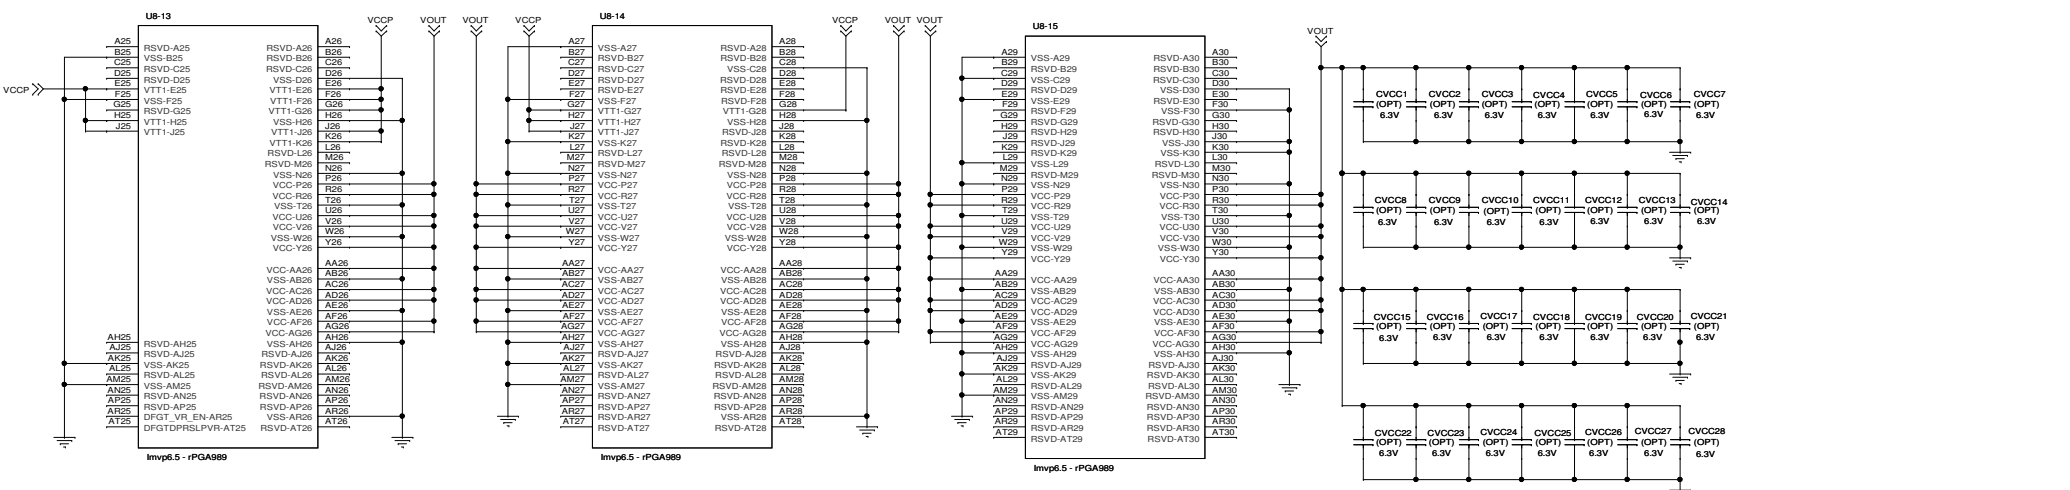 U8-13
VCCP VOUT
VCCP
A25 RSVD-A25 RSVD-A26 A26
B25 VSS-B25 RSVD-B26 B26
C25 RSVD-C25 RSVD-C26 C26
D25 RSVD-D25 VSS-D26 D26
E25 VTT1-E25 VTT1-E26 E26
F25 VSS-F25 VTT1-F26 F26
G25 RSVD-G25 VTT1-G26 G26
H25 VTT1-H25 VSS-H26 H26
J25 VTT1-J25 VTT1-J26 J26
VTT1-K26 K26
RSVD-L26 L26
RSVD-M26 M26
VSS-N26 N26
VCC-P26 P26
VCC-R26 R26
VSS-T26 T26
VCC-U26 U26
VCC-V26 V26
VSS-W26 W26
VCC-Y26 Y26
VCC-AA26 AA26
VSS-AB26 AB26
VCC-AC26 AC26
VCC-AD26 AD26
VSS-AE26 AE26
VCC-AF26 AF26
VCC-AG26 AG26
AH25 RSVD-AH25 VSS-AH26 AH26
AJ25 RSVD-AJ25 RSVD-AJ26 AJ26
AK25 VSS-AK25 RSVD-AK26 AK26
AL25 RSVD-AL25 RSVD-AL26 AL26
AM25 VSS-AM25 RSVD-AM26 AM26
AN25 RSVD-AN25 RSVD-AN26 AN26
AP25 RSVD-AP25 RSVD-AP26 AP26
AR25 DFGT_VR_EN-AR25 VSS-AR26 AR26
AT25 DFGTDPRSLPVR-AT25 RSVD-AT26 AT26
Imvp6.5 - rPGA989
U8-14
VOUT VCCP VCCP VOUT
A27 VSS-A27 RSVD-A28 A28
B27 RSVD-B27 RSVD-B28 B28
C27 RSVD-C27 VSS-C28 C28
D27 RSVD-D27 RSVD-D28 D28
E27 RSVD-E27 RSVD-E28 E28
F27 VSS-F27 RSVD-F28 F28
G27 VTT1-G27 VTT1-G28 G28
H27 VTT1-H27 VSS-H28 H28
J27 VTT1-J27 RSVD-J28 J28
K27 VSS-K27 RSVD-K28 K28
L27 RSVD-L27 RSVD-L28 L28
M27 RSVD-M27 RSVD-M28 M28
N27 VSS-N27 VSS-N28 N28
P27 VCC-P27 VCC-P28 P28
R27 VCC-R27 VCC-R28 R28
T27 VSS-T27 VSS-T28 T28
U27 VCC-U27 VCC-U28 U28
V27 VCC-V27 VCC-V28 V28
W27 VSS-W27 VSS-W28 W28
Y27 VCC-Y27 VCC-Y28 Y28
AA27 VCC-AA27 VCC-AA28 AA28
AB27 VSS-AB27 VSS-AB28 AB28
AC27 VCC-AC27 VCC-AC28 AC28
AD27 VCC-AD27 VCC-AD28 AD28
AE27 VSS-AE27 VSS-AE28 AE28
AF27 VCC-AF27 VCC-AF28 AF28
AG27 VCC-AG27 VCC-AG28 AG28
AH27 VSS-AH27 VSS-AH28 AH28
AJ27 RSVD-AJ27 RSVD-AJ28 AJ28
AK27 VSS-AK27 RSVD-AK28 AK28
AL27 RSVD-AL27 RSVD-AL28 AL28
AM27 VSS-AM27 RSVD-AM28 AM28
AN27 RSVD-AN27 RSVD-AN28 AN28
AP27 RSVD-AP27 RSVD-AP28 AP28
AR27 RSVD-AR27 VSS-AR28 AR28
AT27 RSVD-AT27 RSVD-AT28 AT28
Imvp6.5 - rPGA989
U8-15
VOUT VOUT
A29 VSS-A29 RSVD-A30 A30
B29 RSVD-B29 RSVD-B30 B30
C29 VSS-C29 RSVD-C30 C30
D29 RSVD-D29 VSS-D30 D30
E29 VSS-E29 RSVD-E30 E30
F29 RSVD-F29 VSS-F30 F30
G29 RSVD-G29 RSVD-G30 G30
H29 RSVD-H29 RSVD-H30 H30
J29 RSVD-J29 VSS-J30 J30
K29 RSVD-K29 VSS-K30 K30
L29 VSS-L29 RSVD-L30 L30
M29 RSVD-M29 RSVD-M30 M30
N29 VSS-N29 VSS-N30 N30
P29 VCC-P29 VCC-P30 P30
R29 VCC-R29 VCC-R30 R30
T29 VSS-T29 VSS-T30 T30
U29 VCC-U29 VCC-U30 U30
V29 VCC-V29 VCC-V30 V30
W29 VSS-W29 VSS-W30 W30
Y29 VCC-Y29 VCC-Y30 Y30
AA29 VCC-AA29 VCC-AA30 AA30
AB29 VSS-AB29 VSS-AB30 AB30
AC29 VCC-AC29 VCC-AC30 AC30
AD29 VCC-AD29 VCC-AD30 AD30
AE29 VSS-AE29 VSS-AE30 AE30
AF29 VCC-AF29 VCC-AF30 AF30
AG29 VCC-AG29 VCC-AG30 AG30
AH29 VSS-AH29 VSS-AH30 AH30
AJ29 RSVD-AJ29 RSVD-AJ30 AJ30
AK29 VSS-AK29 RSVD-AK30 AK30
AL29 RSVD-AL29 RSVD-AL30 AL30
AM29 VSS-AM29 RSVD-AM30 AM30
AN29 RSVD-AN29 RSVD-AN30 AN30
AP29 RSVD-AP29 RSVD-AP30 AP30
AR29 RSVD-AR29 RSVD-AR30 AR30
AT29 RSVD-AT29 RSVD-AT30 AT30
Imvp6.5 - rPGA989
CVCC1 CVCC2 CVCC3 CVCC4 CVCC5 CVCC6 CVCC7
(OPT) (OPT) (OPT) (OPT) (OPT) (OPT) (OPT)
6.3V 6.3V 6.3V 6.3V 6.3V 6.3V 6.3V
CVCC8 CVCC9 CVCC10 CVCC11 CVCC12 CVCC13 CVCC14
(OPT) (OPT) (OPT) (OPT) (OPT) (OPT) (OPT)
6.3V 6.3V 6.3V 6.3V 6.3V 6.3V 6.3V
CVCC15 CVCC16 CVCC17 CVCC18 CVCC19 CVCC20 CVCC21
(OPT) (OPT) (OPT) (OPT) (OPT) (OPT) (OPT)
6.3V 6.3V 6.3V 6.3V 6.3V 6.3V 6.3V
CVCC22 CVCC23 CVCC24 CVCC25 CVCC26 CVCC27 CVCC28
(OPT) (OPT) (OPT) (OPT) (OPT) (OPT) (OPT)
6.3V 6.3V 6.3V 6.3V 6.3V 6.3V 6.3V